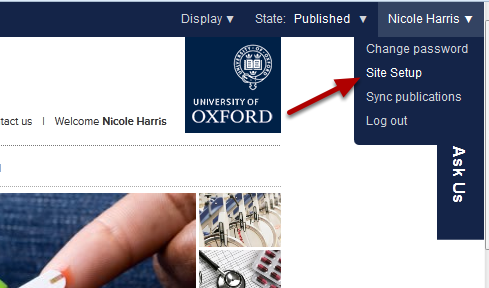 Display ▼ State: Published ▼ Nicole Harris ▼
Change password
Site Setup
Sync publications
Log out
UNIVERSITY OF
OXFORD
tact us | Welcome Nicole Harris
Ask Us